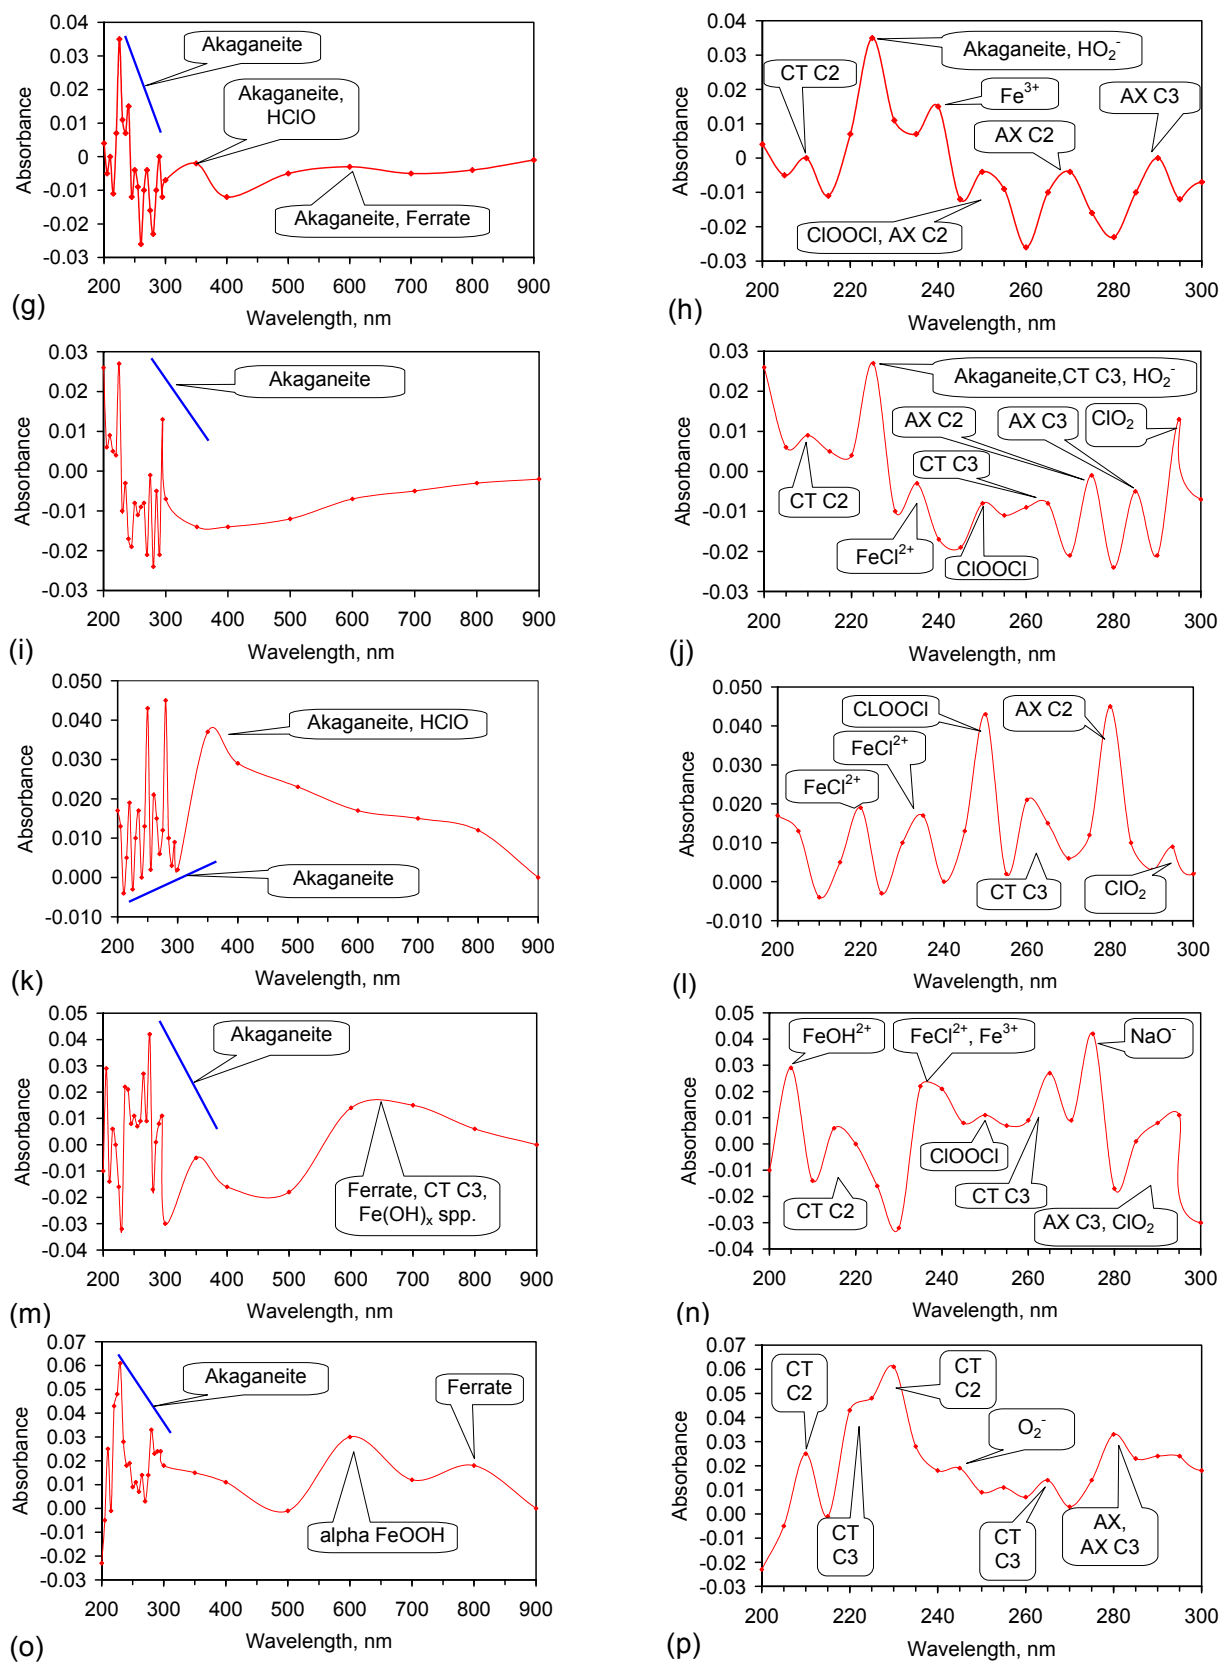 0.04
0.03
0.02
0.01
0
-0.01
-0.02
-0.03
Absorbance
Akaganeite
Akaganeite,
HClO
Akaganeite, Ferrate
200 300 400 500 600 700 800 900
Wavelength, nm
(g)
0.04
0.03
0.02
0.01
0
-0.01
-0.02
-0.03
Absorbance
CT C2
Akaganeite, HO₂⁻
Fe³⁺
AX C3
AX C2
ClOOCl, AX C2
200 220 240 260 280 300
Wavelength, nm
(h)
0.03
0.02
0.01
0.00
-0.01
-0.02
-0.03
Absorbance
Akaganeite
200 300 400 500 600 700 800 900
Wavelength, nm
(i)
0.03
0.02
0.01
0.00
-0.01
-0.02
-0.03
Absorbance
Akaganeite,CT C3, HO₂⁻
AX C2
AX C3
ClO₂
CT C3
CT C2
FeCl²⁺
ClOOCl
200 220 240 260 280 300
Wavelength, nm
(j)
0.050
0.040
0.030
0.020
0.010
0.000
-0.010
Absorbance
Akaganeite, HClO
Akaganeite
200 300 400 500 600 700 800 900
Wavelength, nm
(k)
0.050
0.040
0.030
0.020
0.010
0.000
-0.010
Absorbance
CLOOCl
AX C2
FeCl²⁺
FeCl²⁺
CT C3
ClO₂
200 220 240 260 280 300
Wavelength, nm
(l)
0.05
0.04
0.03
0.02
0.01
0.00
-0.01
-0.02
-0.03
-0.04
Absorbance
Akaganeite
Ferrate, CT C3,
Fe(OH)ₓ spp.
200 300 400 500 600 700 800 900
Wavelength, nm
(m)
0.05
0.04
0.03
0.02
0.01
0.00
-0.01
-0.02
-0.03
-0.04
Absorbance
FeOH²⁺
FeCl²⁺, Fe³⁺
NaO⁻
ClOOCl
CT C2
CT C3
AX C3, ClO₂
200 220 240 260 280 300
Wavelength, nm
(n)
0.07
0.06
0.05
0.04
0.03
0.02
0.01
0.00
-0.01
-0.02
-0.03
Absorbance
Akaganeite
Ferrate
alpha FeOOH
200 300 400 500 600 700 800 900
Wavelength, nm
(o)
0.07
0.06
0.05
0.04
0.03
0.02
0.01
0.00
-0.01
-0.02
-0.03
Absorbance
CT
C2
CT
C2
O₂⁻
CT
C3
CT
C3
AX,
AX C3
200 220 240 260 280 300
Wavelength, nm
(p)